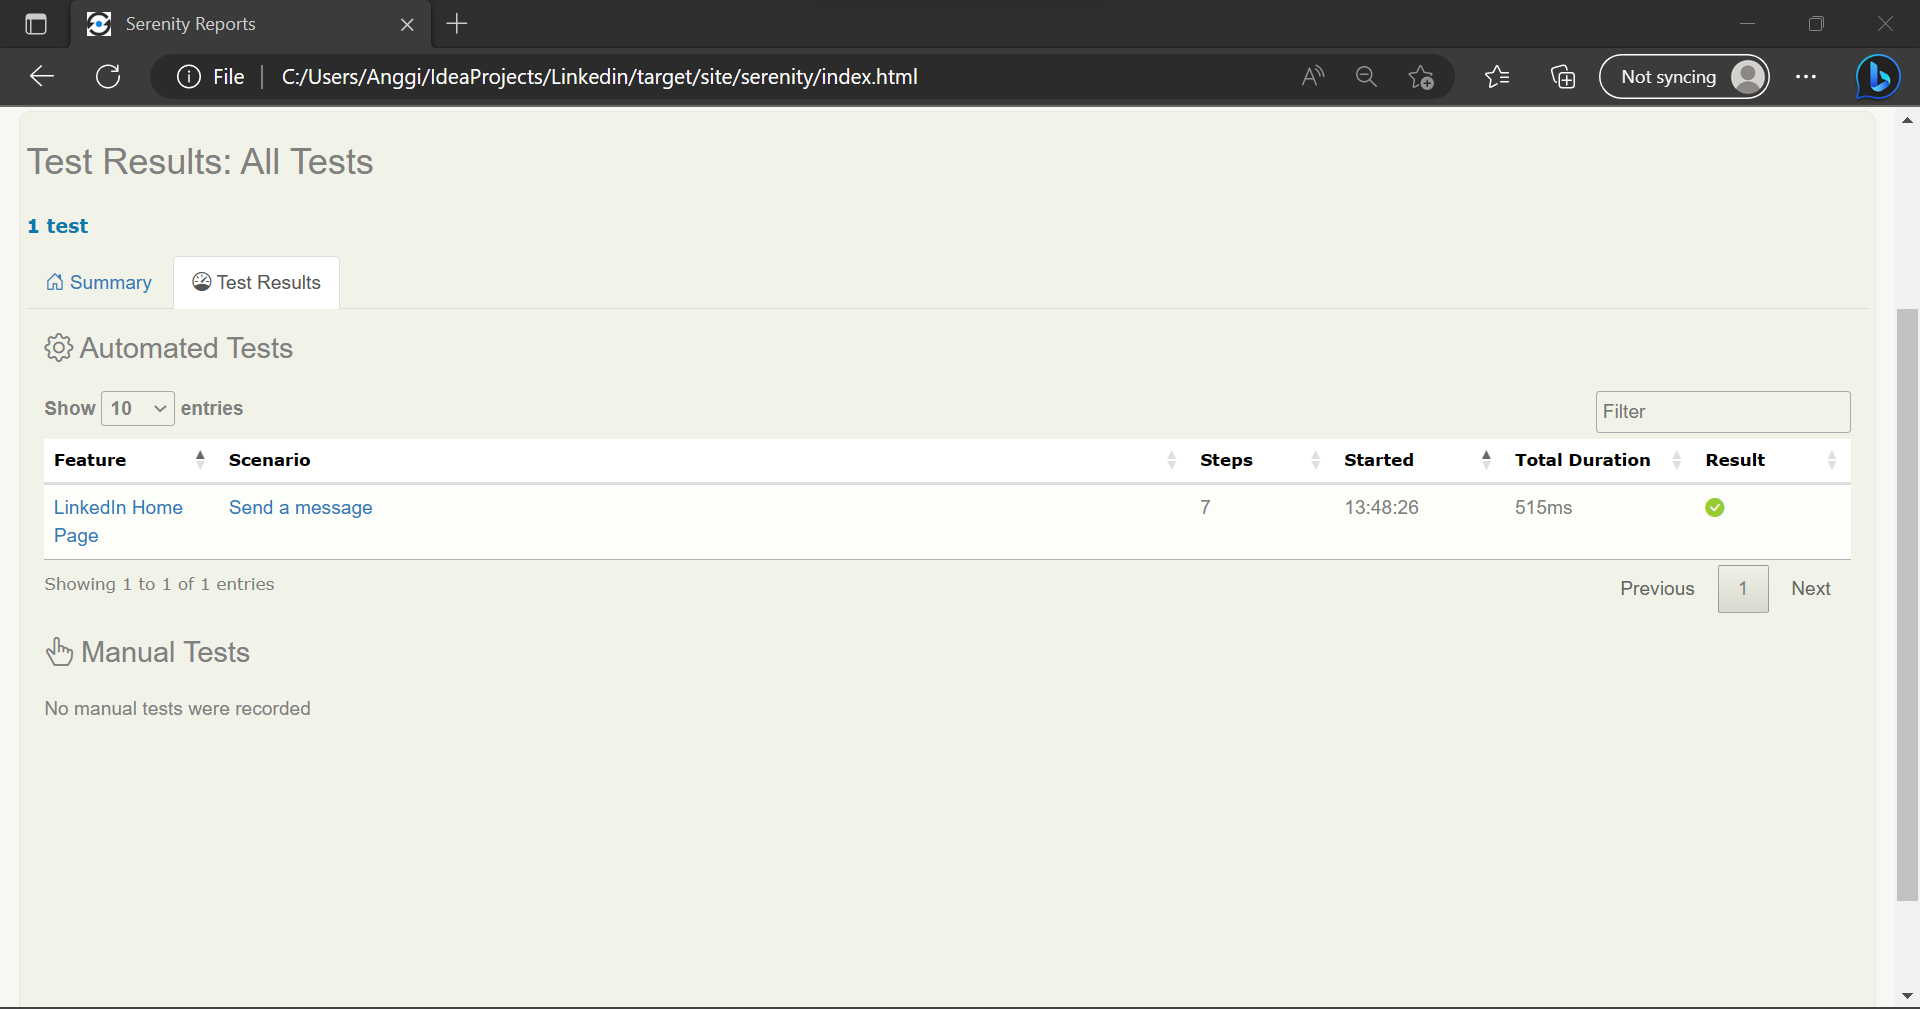 Serenity Reports
File
C:/Users/Anggi/IdeaProjects/Linkedin/target/site/serenity/index.html
Not syncing
Test Results: All Tests
1 test
Summary
Test Results
Automated Tests
Show 10 entries
Filter
Feature Scenario Steps Started Total Duration Result
LinkedIn Home Send a message 7 13:48:26 515ms
Page
Showing 1 to 1 of 1 entries
Previous 1 Next
Manual Tests
No manual tests were recorded